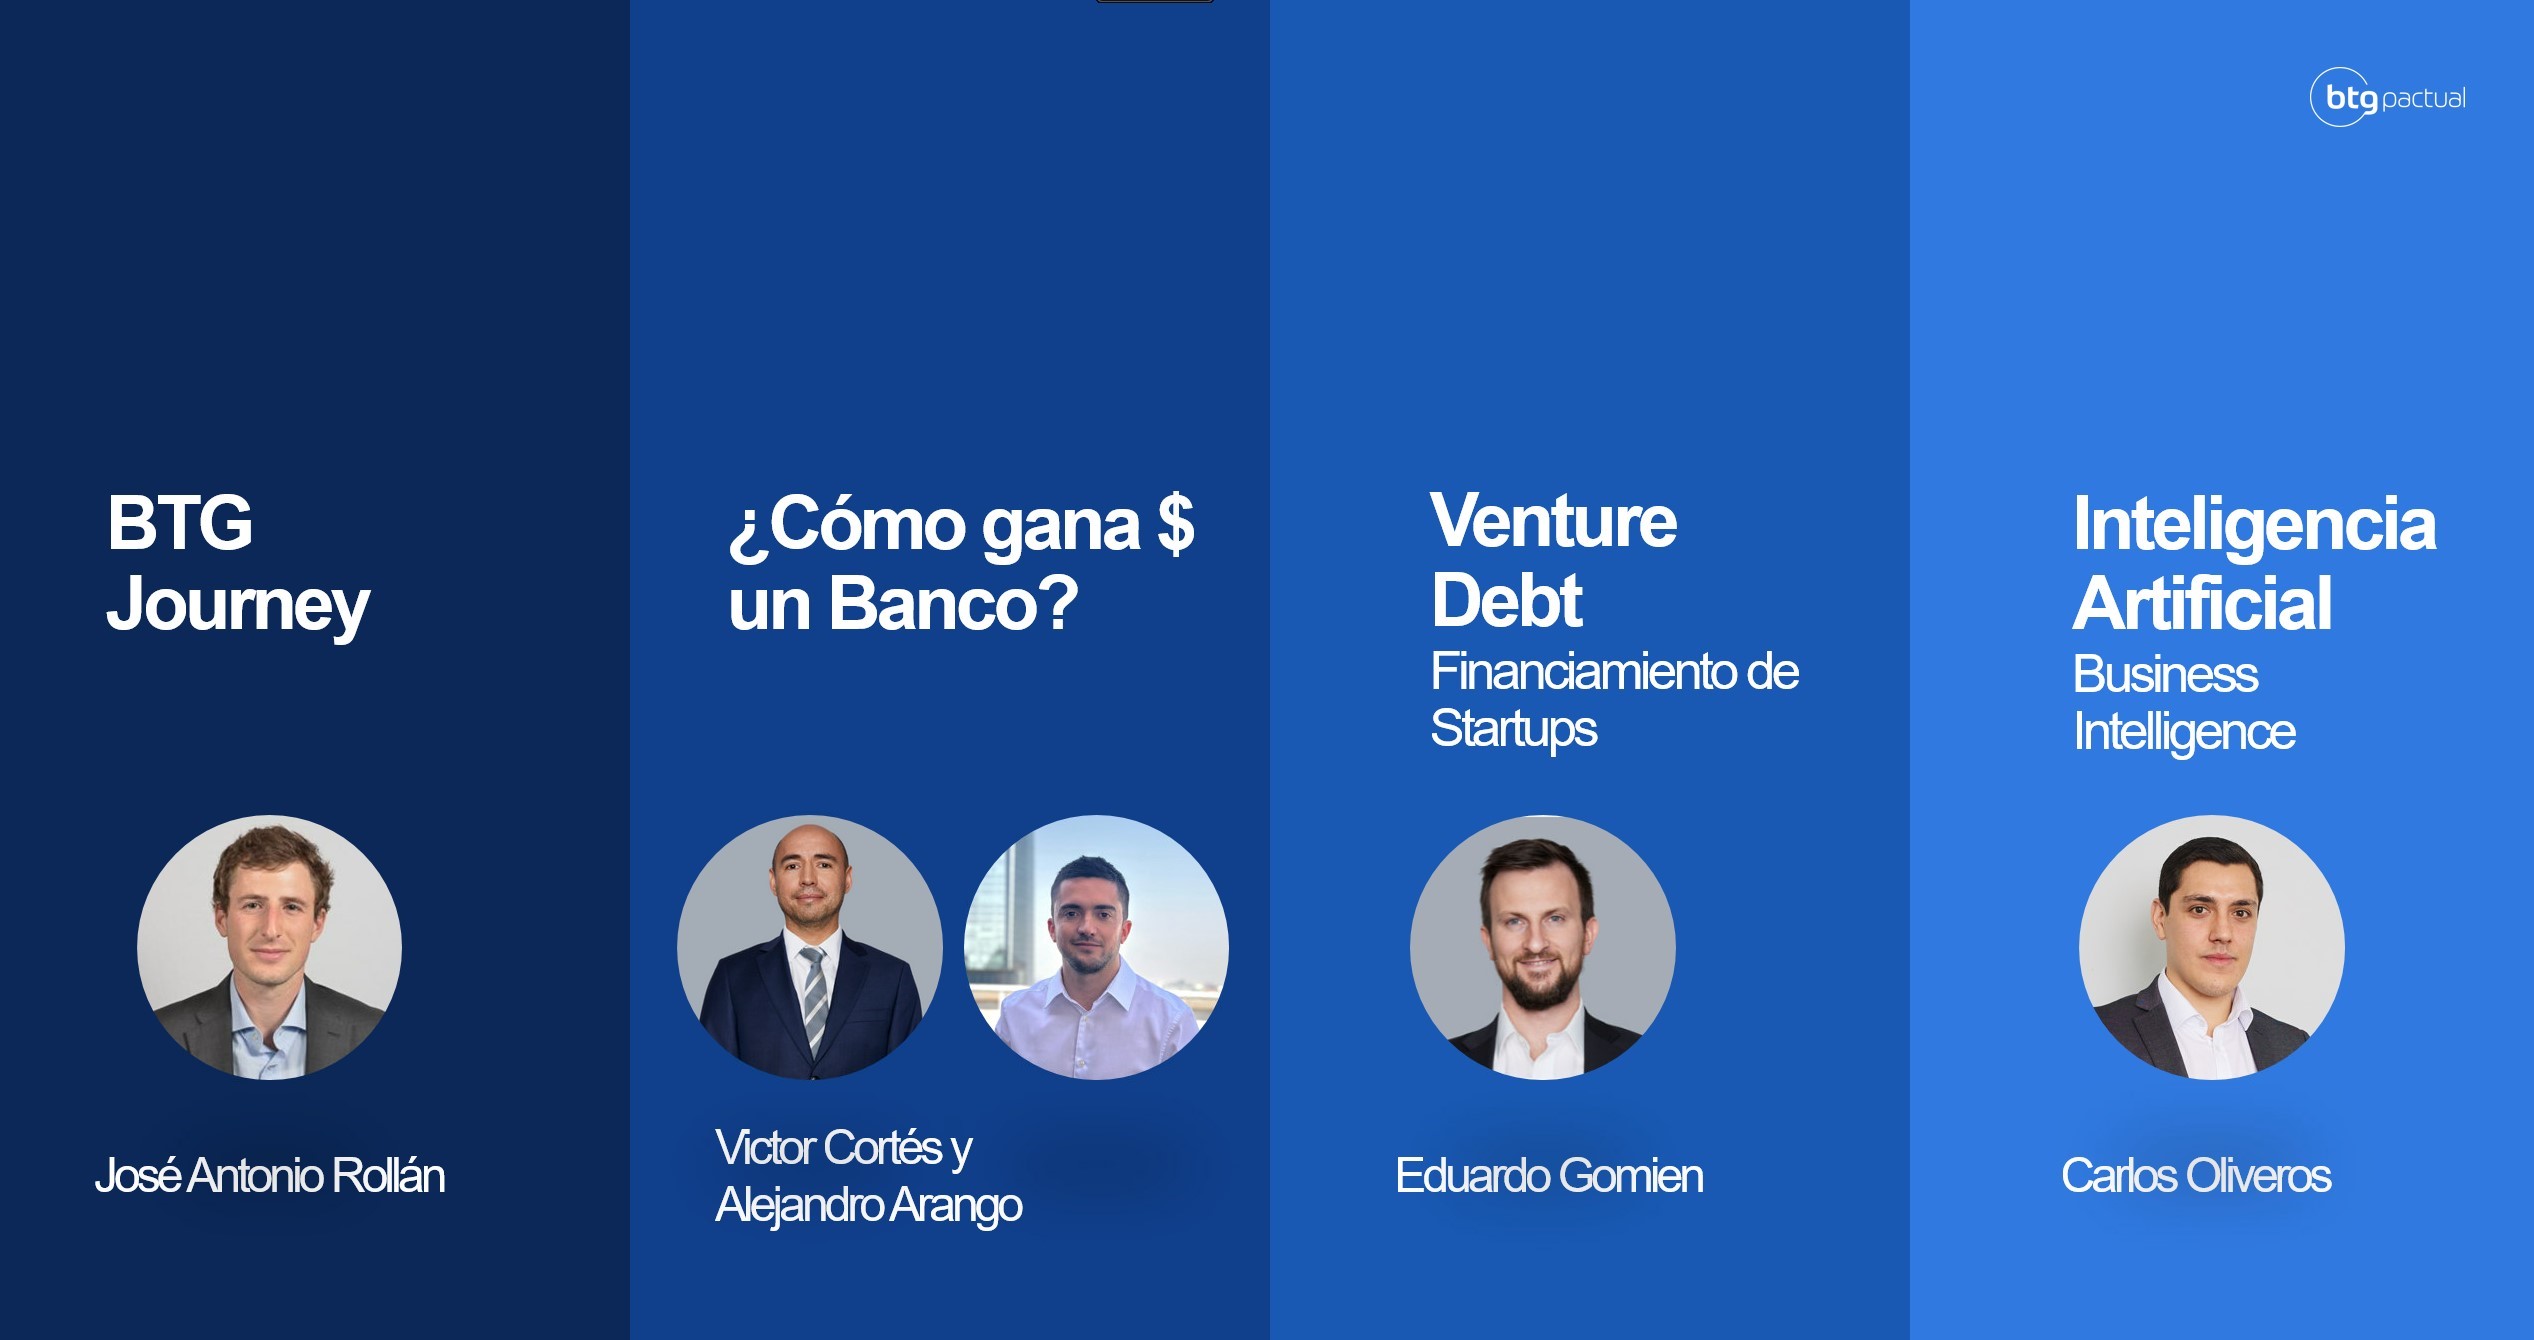 btg pactual
BTG
Journey
José Antonio Rollán
¿Cómo gana $
un Banco?
Victor Cortés y
Alejandro Arango
Venture
Debt
Financiamiento de
Startups
Eduardo Gomien
Inteligencia
Artificial
Business
Intelligence
Carlos Oliveros